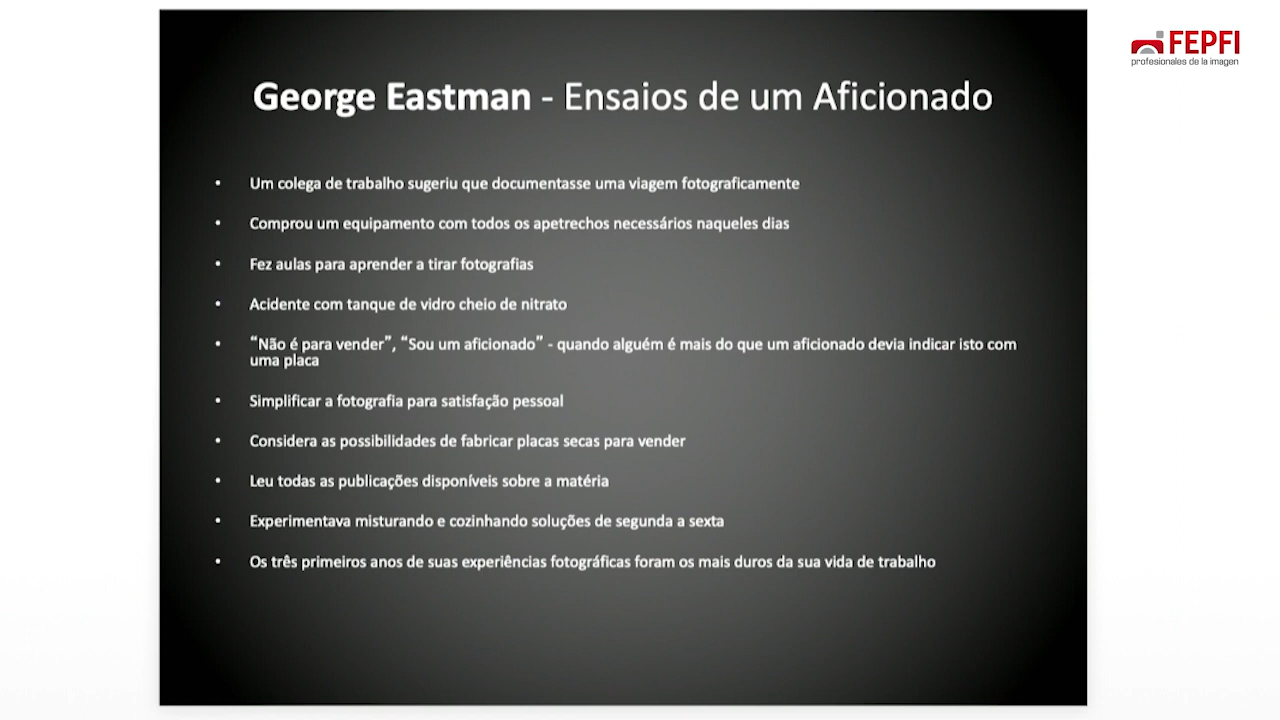 FEPFI
profesionales de la imagen
George Eastman - Ensaios de um Aficionado
• Um colega de trabalho sugeriu que documentasse uma viagem fotograficamente
• Comprou um equipamento com todos os apetrechos necessários naqueles dias
• Fez aulas para aprender a tirar fotografias
• Acidente com tanque de vidro cheio de nitrato
• “Não é para vender”, “Sou um aficionado” - quando alguém é mais do que um aficionado devia indicar isto com
uma placa
• Simplificar a fotografia para satisfação pessoal
• Considera as possibilidades de fabricar placas secas para vender
• Leu todas as publicações disponíveis sobre a matéria
• Experimentava misturando e cozinhando soluções de segunda a sexta
• Os três primeiros anos de suas experiências fotográficas foram os mais duros da sua vida de trabalho